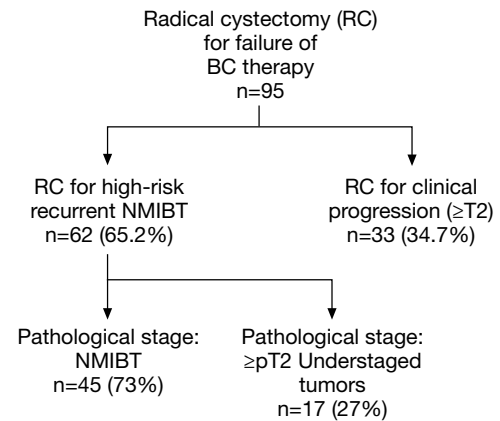 Radical cystectomy (RC)
for failure of
BC therapy
n=95
RC for high-risk
recurrent NMIBT
n=62 (65.2%)
RC for clinical
progression (≥T2)
n=33 (34.7%)
Pathological stage:
NMIBT
n=45 (73%)
Pathological stage:
≥pT2 Understaged
tumors
n=17 (27%)